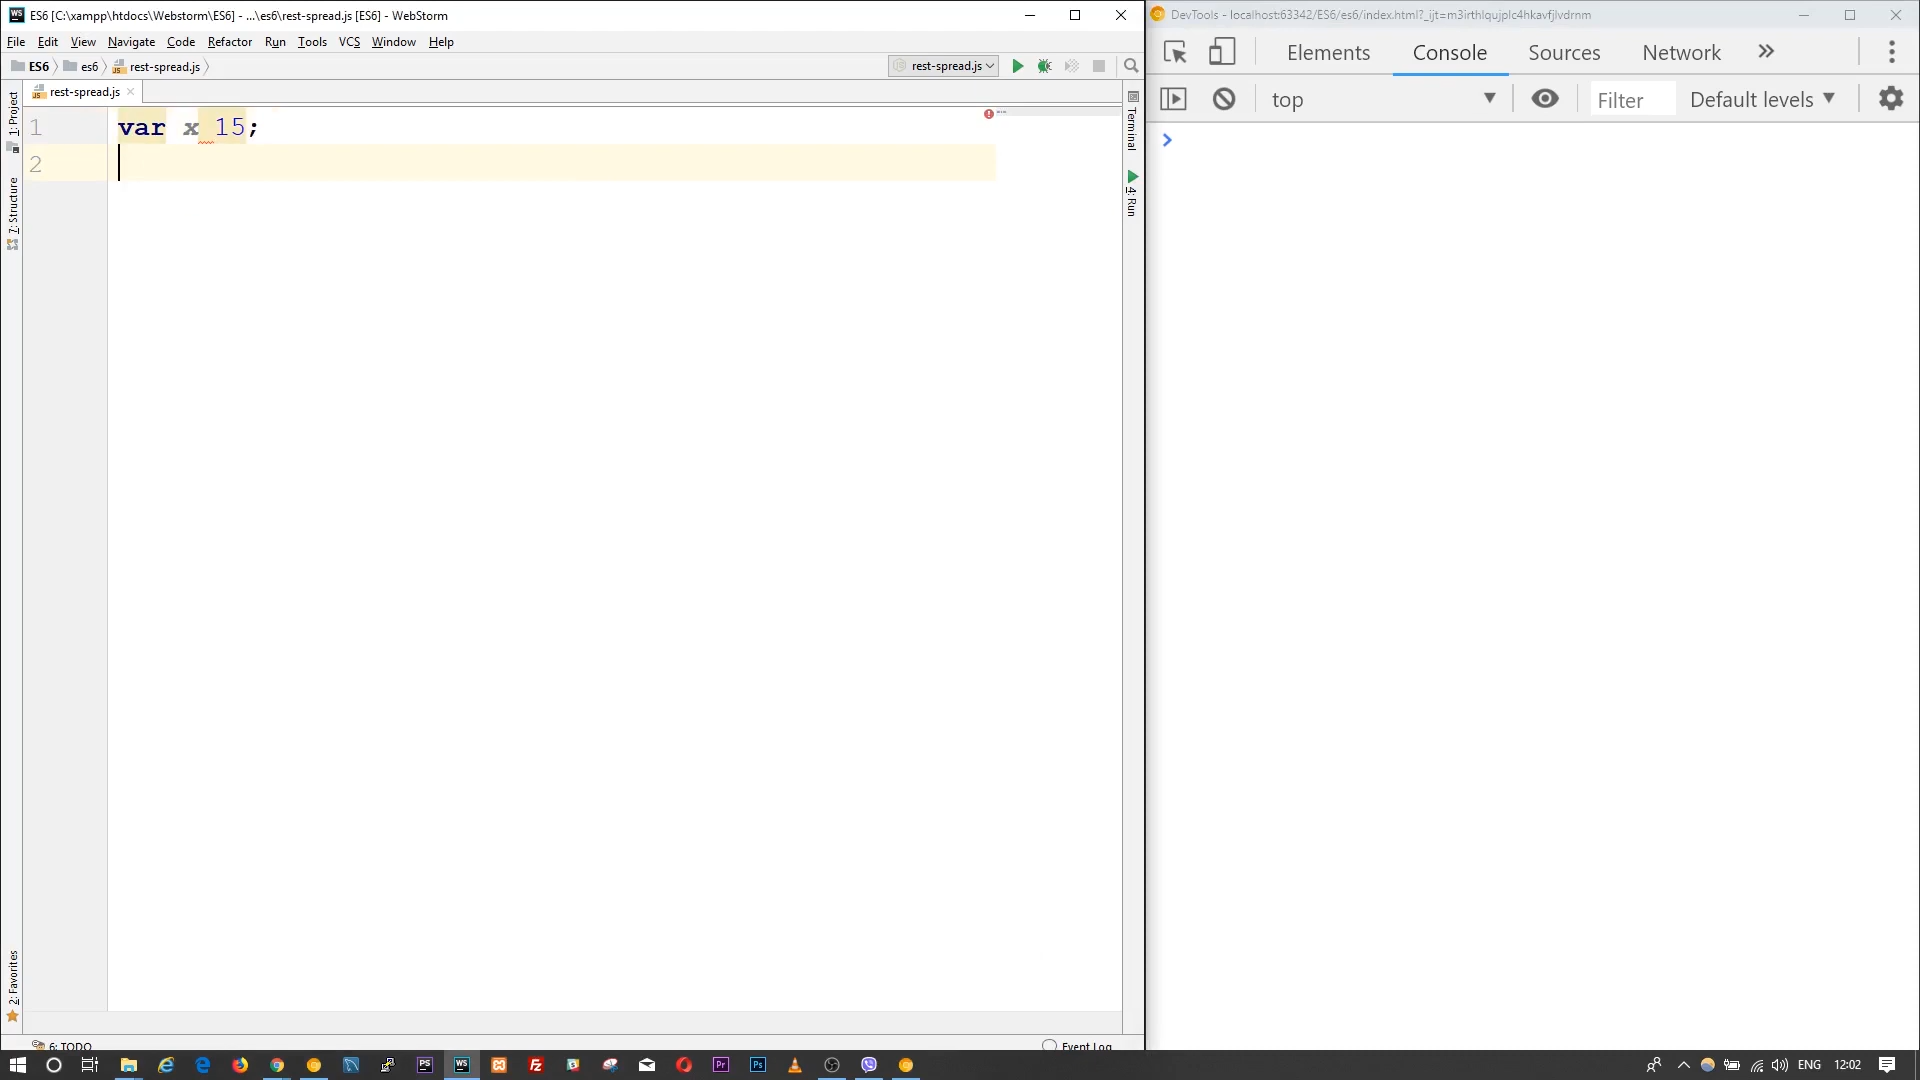 ES6 [C:\xampp\htdocs\Webstorm\ES6] - ...\es6\rest-spread.js [ES6] - WebStorm
File Edit View Navigate Code Refactor Run Tools VCS Window Help
ES6 es6 rest-spread.js
rest-spread.js
rest-spread.js
1 var x 15;
2
1: Project
7: Structure
2: Favorites
Terminal
4: Run
6: TODO
Event Log
DevTools - localhost:63342/ES6/es6/index.html?_ijt=m3irthlqujplc4hkavfjlvdrnm
Elements Console Sources Network
top Filter Default levels
ENG 12:02